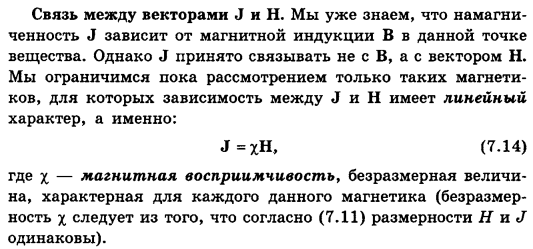 Связь между векторами J и H. Мы уже знаем, что намагни-
ченность J зависит от магнитной индукции B в данной точке
вещества. Однако J принято связывать не с B, а с вектором H.
Мы ограничимся пока рассмотрением только таких магнети-
ков, для которых зависимость между J и H имеет линейный
характер, а именно:
J = χH, (7.14)
где χ — магнитная восприимчивость, безразмерная величи-
на, характерная для каждого данного магнетика (безразмер-
ность χ следует из того, что согласно (7.11) размерности H и J
одинаковы).